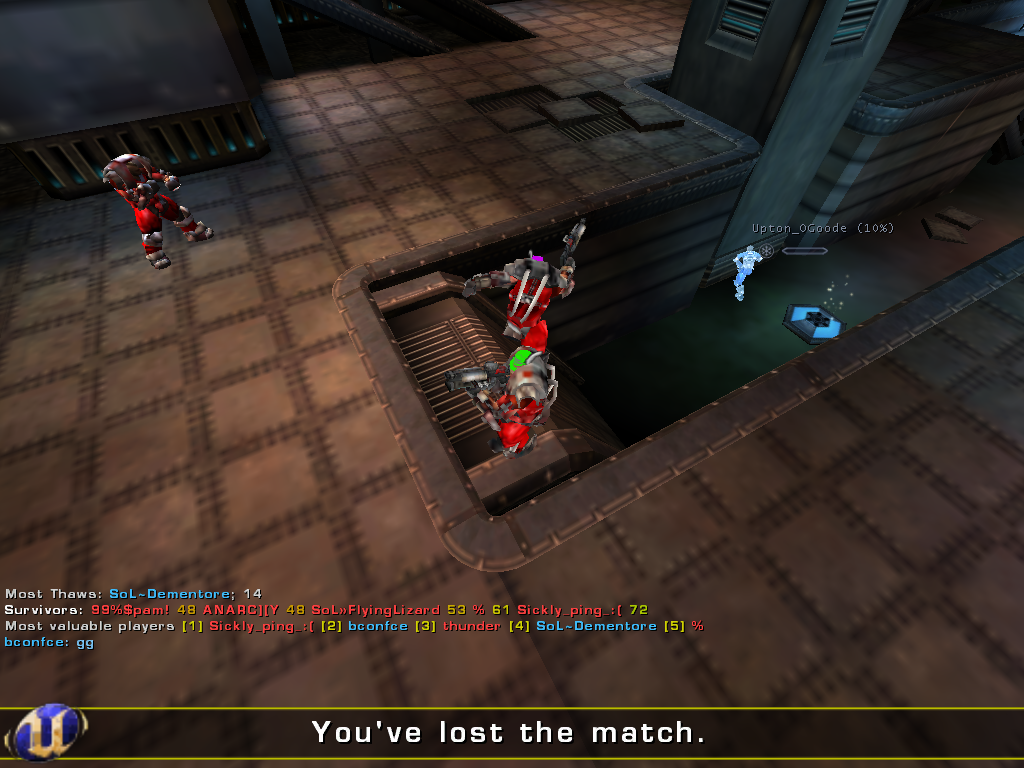 Upton_OGoode (10%)
Most Thaws: SoL~Dementore; 14
Survivors: 99%$pam! 48 ANARC][Y 48 SoL»FlyingLizard 53 % 61 Sickly_ping_:( 72
Most valuable players [1] Sickly_ping_:( [2] bconfce [3] thunder [4] SoL~Dementore [5] %
bconfce: gg
You've lost the match.